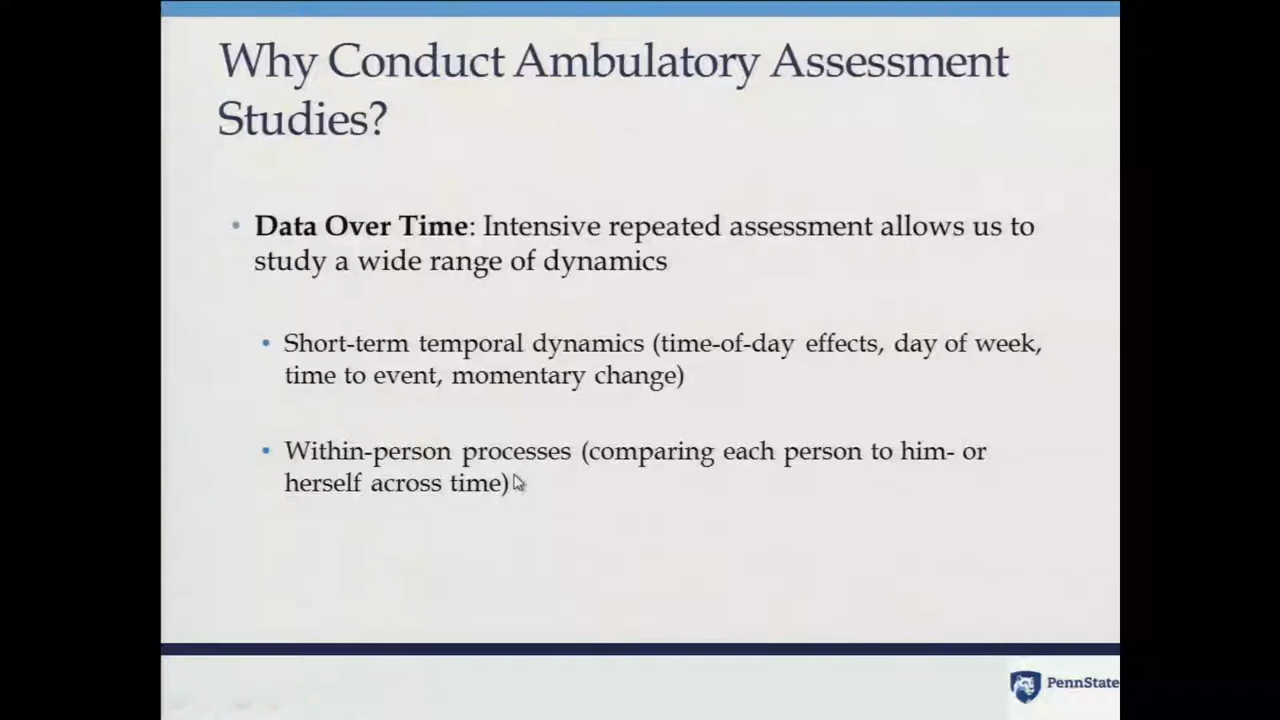 Why Conduct Ambulatory Assessment
Studies?
• Data Over Time: Intensive repeated assessment allows us to
study a wide range of dynamics
• Short-term temporal dynamics (time-of-day effects, day of week,
time to event, momentary change)
• Within-person processes (comparing each person to him- or
herself across time)
PennState